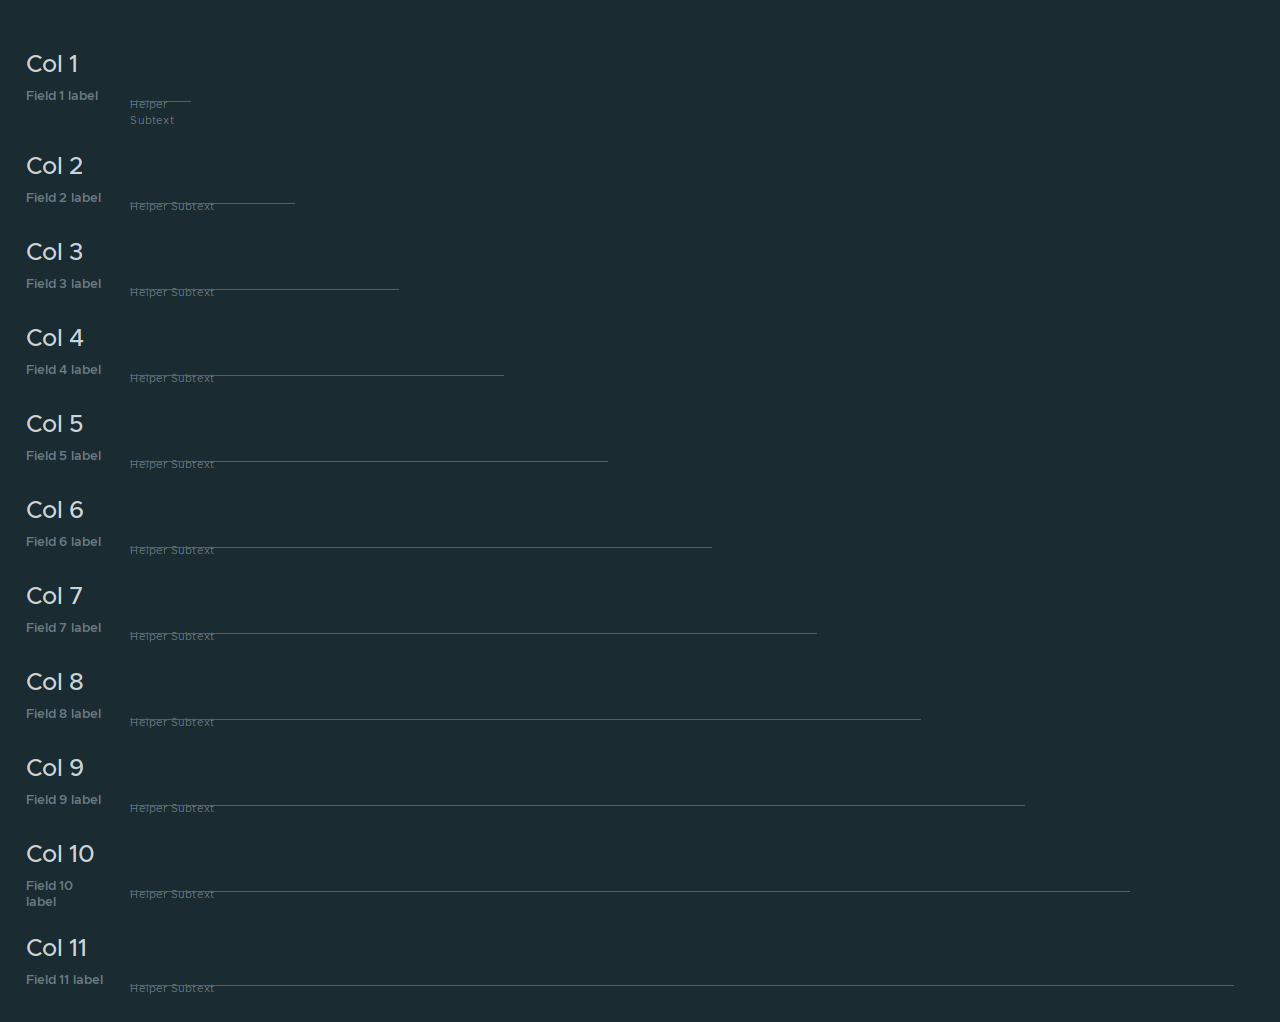 Col 1
Field 1 label
Helper
Subtext
Col 2
Field 2 label
Helper Subtext
Col 3
Field 3 label
Helper Subtext
Col 4
Field 4 label
Helper Subtext
Col 5
Field 5 label
Helper Subtext
Col 6
Field 6 label
Helper Subtext
Col 7
Field 7 label
Helper Subtext
Col 8
Field 8 label
Helper Subtext
Col 9
Field 9 label
Helper Subtext
Col 10
Field 10
label
Helper Subtext
Col 11
Field 11 label
Helper Subtext